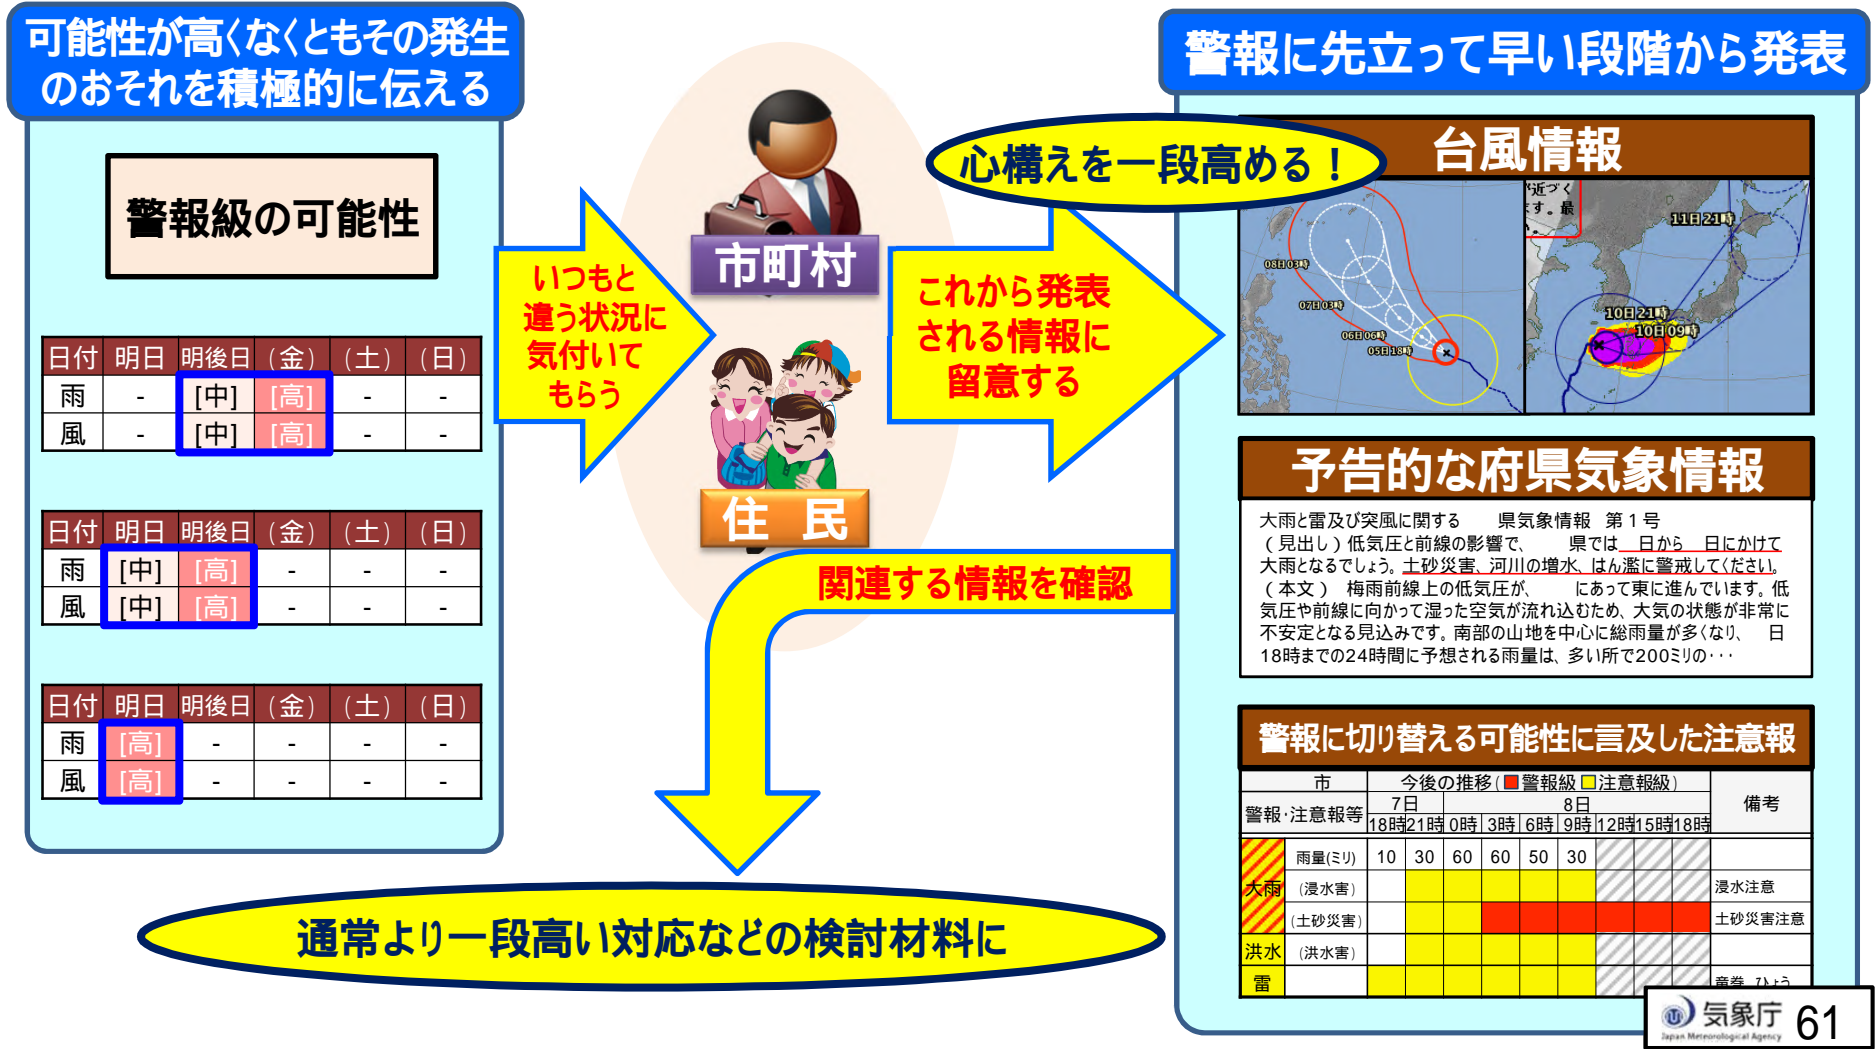 可能性が高くなくともその発生
のおそれを積極的に伝える
警報級の可能性
日付 明日 明後日 (金) (土) (日)
雨 - [中] [高] - -
風 - [中] [高] - -
日付 明日 明後日 (金) (土) (日)
雨 [中] [高] - - -
風 [中] [高] - - -
日付 明日 明後日 (金) (土) (日)
雨 [高] - - - -
風 [高] - - - -
いつもと
違う状況に
気付いて
もらう
市町村
住 民
心構えを一段高める！
これから発表
される情報に
留意する
関連する情報を確認
通常より一段高い対応などの検討材料に
警報に先立って早い段階から発表
台風情報
08日03時
07日03時
06日06時
05日18時
が近づく
す。最
11日21時
10日21時
10日09時
予告的な府県気象情報
大雨と雷及び突風に関する　　県気象情報　第１号
（見出し）低気圧と前線の影響で、　　県では　日から　日にかけて
大雨となるでしょう。土砂災害、河川の増水、はん濫に警戒してください。
（本文）　梅雨前線上の低気圧が、　　にあって東に進んでいます。低
気圧や前線に向かって湿った空気が流れ込むため、大気の状態が非常に
不安定となる見込みです。南部の山地を中心に総雨量が多くなり、　日
18時までの24時間に予想される雨量は、多い所で200ミリの･･･
警報に切り替える可能性に言及した注意報
市 今後の推移(■警報級□注意報級) 備考
警報･注意報等 7日 8日
18時 21時 0時 3時 6時 9時 12時 15時 18時
大雨 雨量(ミリ) 10 30 60 60 50 30
(浸水害) 浸水注意
(土砂災害) 土砂災害注意
洪水 (洪水害)
雷 竜巻 ひょう
気象庁
Japan Meteorological Agency
61